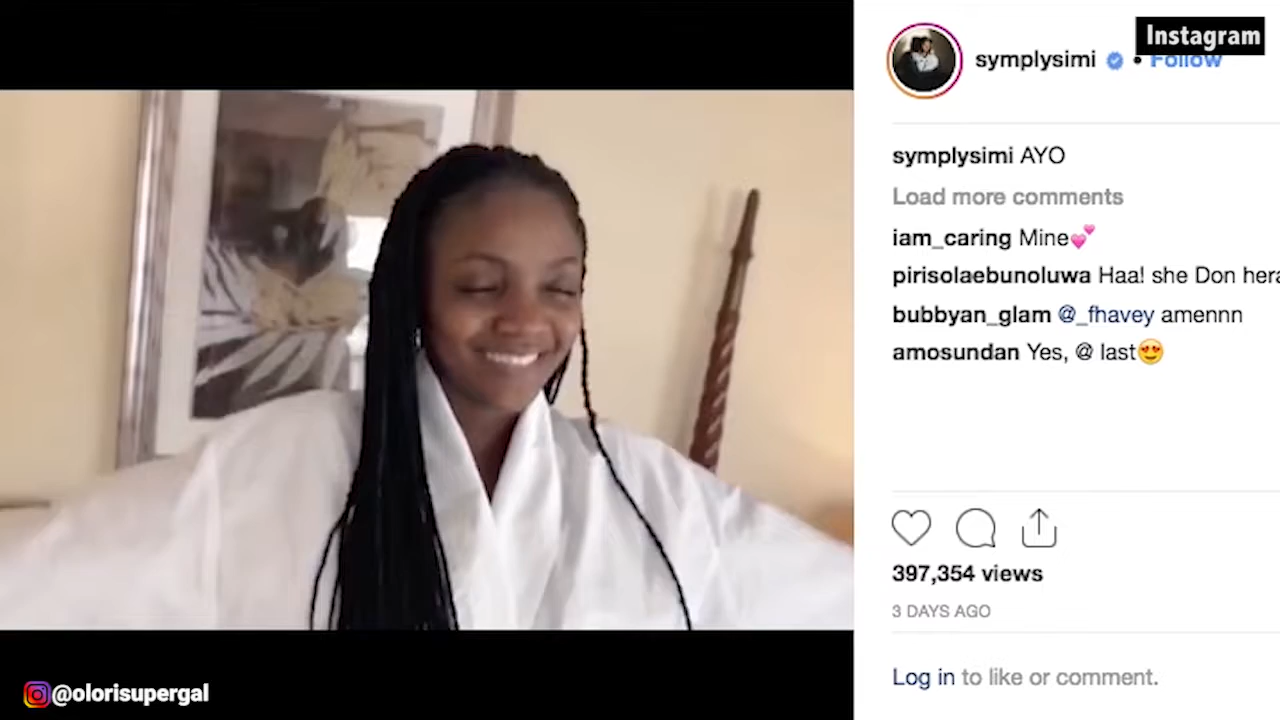 Instagram
symplysimi • Follow
symplysimi AYO
Load more comments
iam_caring Mine💕
pirisolaebunoluwa Haa! she Don hera
bubbyan_glam @_fhavey amennn
amosundan Yes, @ last😍
397,354 views
3 DAYS AGO
Log in to like or comment.
@olorisupergal